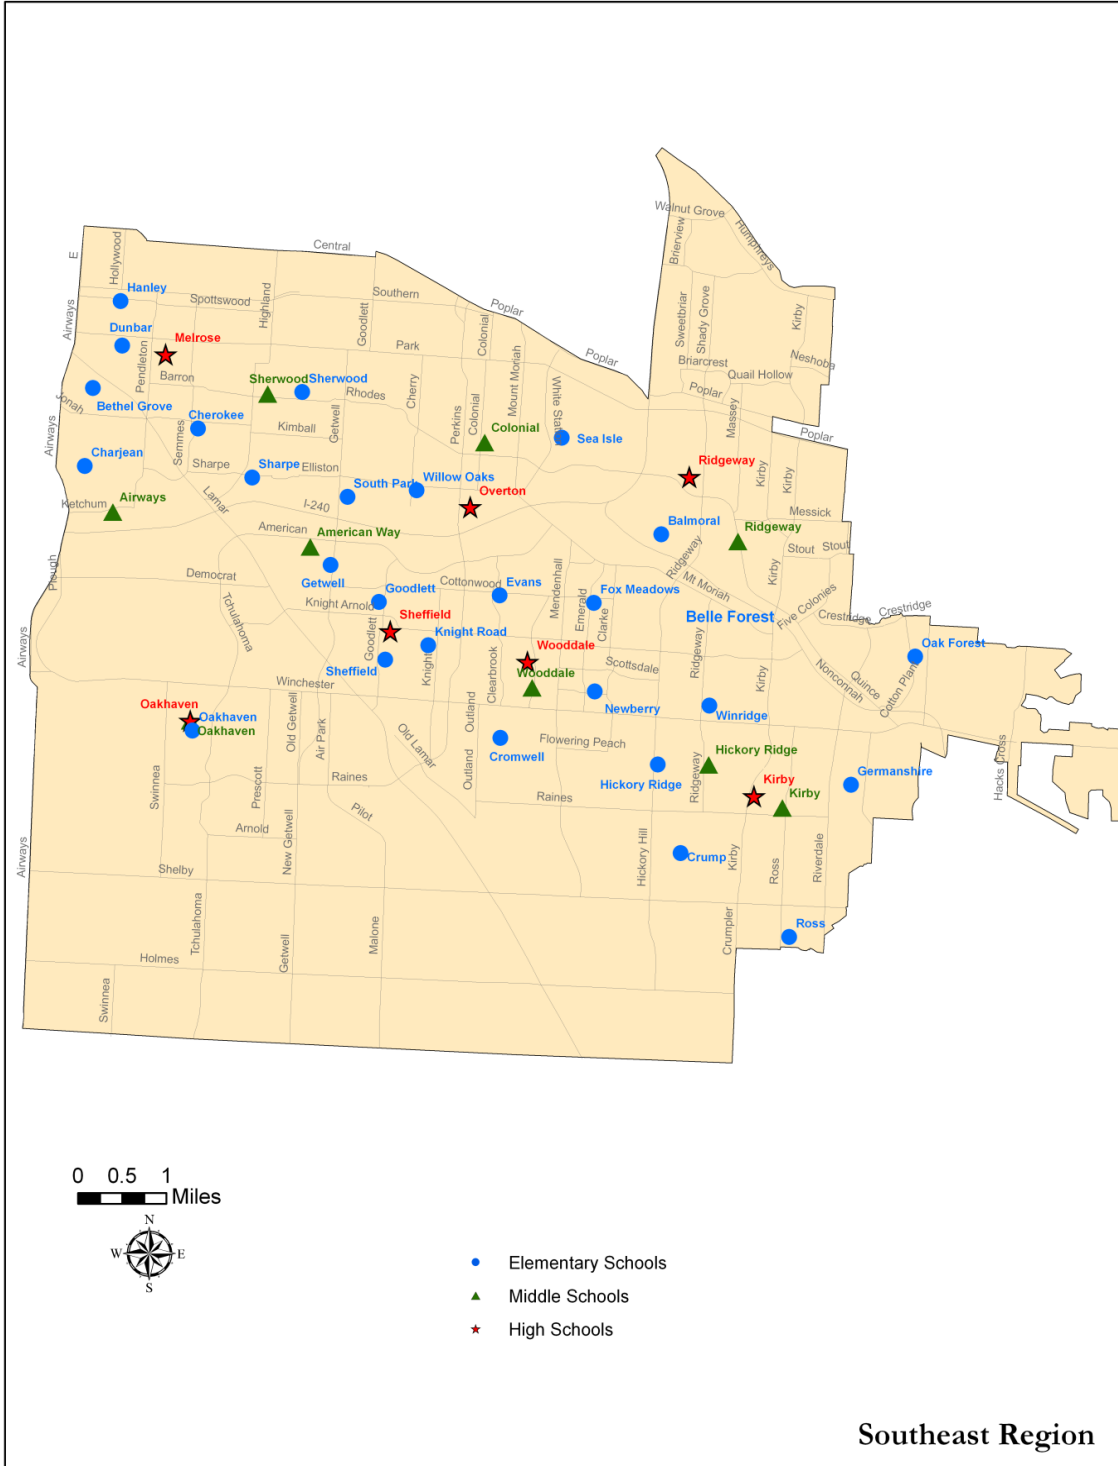 Walnut Grove
Humphreys
Brierview
Central
E
Hollywood
Hanley
Spottswood
Highland
Southern
Goodlett
Poplar
Colonial
Sweetbriar
Shady Grove
Kirby
Airways
Dunbar
Melrose
Park
Poplar
Mount Moriah
Briarcrest
Neshoba
Quail Hollow
Pendleton
Barron
Sherwood
Sherwood
Rhodes
Cherry
Poplar
Jonah
Bethel Grove
Cherokee
Kimball
Getwell
Perkins
Colonial
Colonial
Sea Isle
Massey
Poplar
Airways
Semmes
Charjean
Sharpe
Sharpe
Elliston
South Park
Willow Oaks
Overton
Ridgeway
Kirby
Kirby
Ketchum
Airways
Lamar
I-240
American
American Way
Balmoral
Ridgeway
Messick
Stout
Stout
Plough
Democrat
Getwell
Goodlett
Cottonwood
Evans
Mendenhall
Fox Meadows
Ridgeway
Mt Moriah
Kirby
Tchulahoma
Knight Arnold
Sheffield
Emerald
Clarke
Belle Forest
Five Colonies
Crestridge
Crestridge
Airways
Goodlett
Knight Road
Wooddale
Scottsdale
Ridgeway
Oak Forest
Sheffield
Knight
Clearbrook
Wooddale
Kirby
Nonconnah
Quince
Winchester
Newberry
Winridge
Oakhaven
Oakhaven
Oakhaven
Old Getwell
Air Park
Old Lamar
Outland
Cromwell
Flowering Peach
Hickory Ridge
Hacks Cross
Swinnea
Prescott
Raines
Outland
Hickory Ridge
Ridgeway
Kirby
Kirby
Germanshire
Raines
Pilot
Arnold
New Getwell
Airways
Shelby
Hickory Hill
Crump
Kirby
Ross
Riverdale
Tchulahoma
Getwell
Malone
Crumpler
Ross
Holmes
Swinnea
0 0.5 1
Miles
N
W E
S
Elementary Schools
Middle Schools
High Schools
Southeast Region